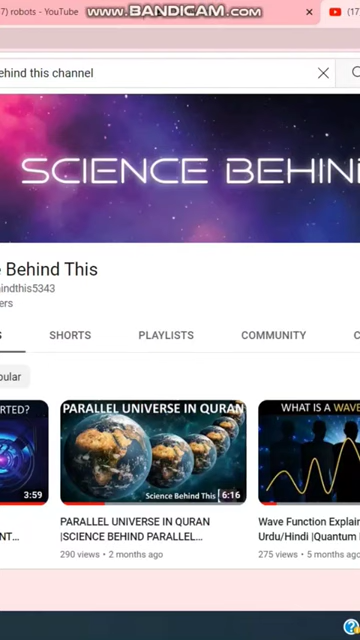 7) robots - YouTube
www.BANDICAM.com
(17
ehind this channel
SCIENCE BEHIN
Behind This
indthis5343
ers
S
SHORTS
PLAYLISTS
COMMUNITY
C
pular
RTED?
3:59
NT...
PARALLEL UNIVERSE IN QURAN
Science Behind This
6:16
PARALLEL UNIVERSE IN QURAN
|SCIENCE BEHIND PARALLEL...
290 views • 2 months ago
WHAT IS A WAVE
Wave Function Explai
Urdu/Hindi |Quantum
275 views • 5 months ago